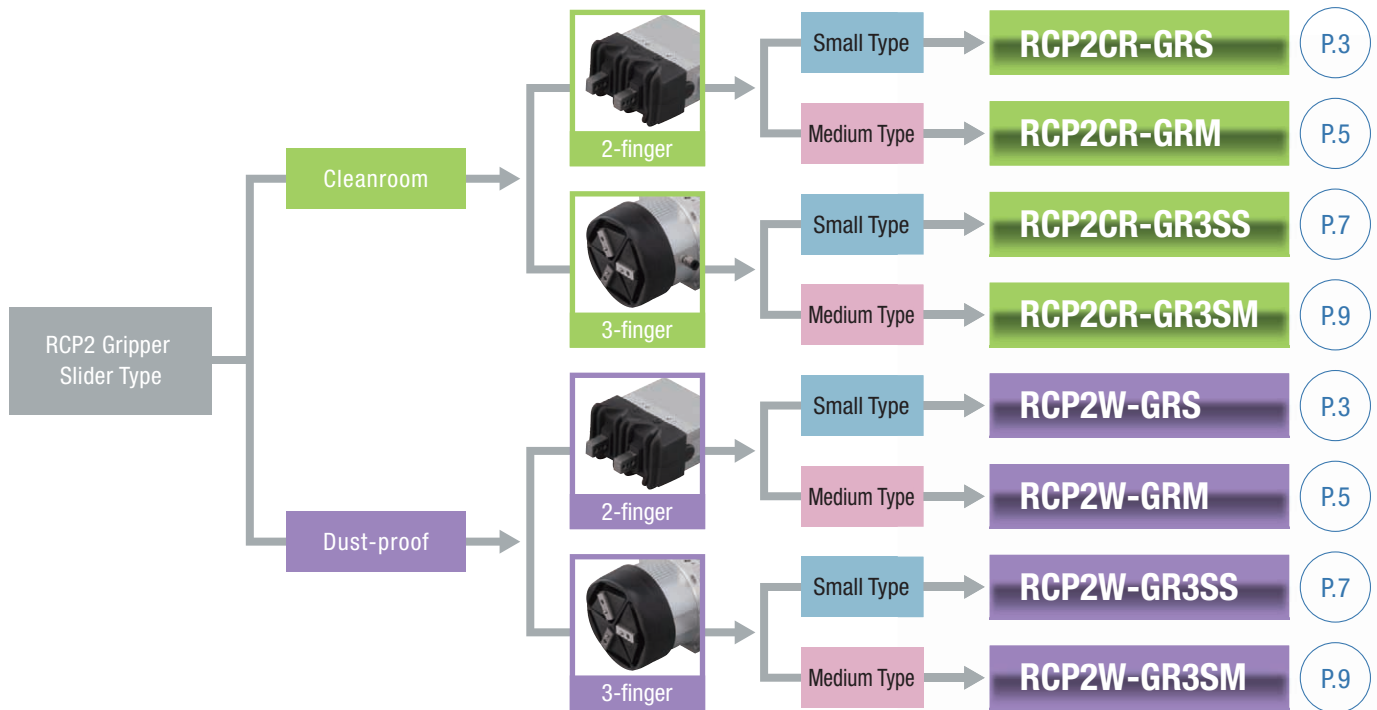 RCP2 Gripper
Slider Type
Cleanroom
2-finger
Small Type
RCP2CR-GRS
P.3
Medium Type
RCP2CR-GRM
P.5
3-finger
Small Type
RCP2CR-GR3SS
P.7
Medium Type
RCP2CR-GR3SM
P.9
Dust-proof
2-finger
Small Type
RCP2W-GRS
P.3
Medium Type
RCP2W-GRM
P.5
3-finger
Small Type
RCP2W-GR3SS
P.7
Medium Type
RCP2W-GR3SM
P.9